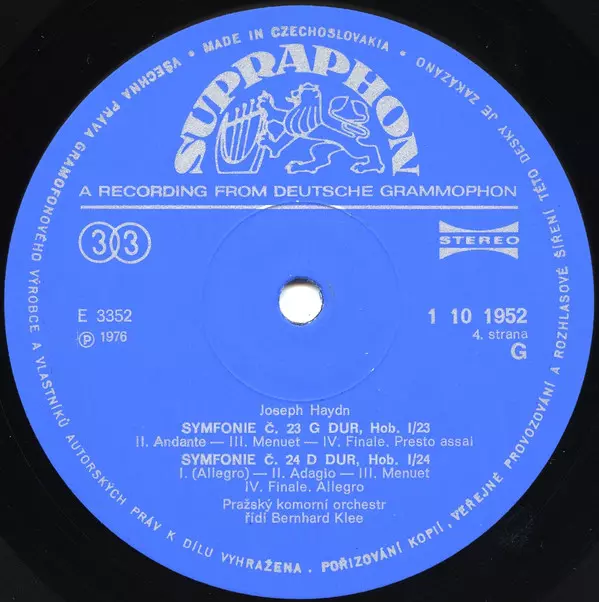 VŠECHNA PRÁVA GRAMOFONOVÉHO VÝROBCE A VLASTNÍKŮ AUTORSKÝCH PRÁV K DÍLU VYHRAŽENA. POŘIZOVÁNÍ KOPIÍ, VEŘEJNÉ PROVOZOVÁNÍ A ROZHLASOVÉ ŠÍŘENÍ TÉTO DESKY JE ZAKÁZÁNO • MADE IN CZECHOSLOVAKIA •
SUPRAPHON
A RECORDING FROM DEUTSCHE GRAMMOPHON
33
STEREO
E 3352
1 10 1952
℗ 1976
4. strana
G
Joseph Haydn
SYMFONIE Č. 23 G DUR, Hob. I/23
II. Andante — III. Menuet — IV. Finale. Presto assai
SYMFONIE Č. 24 D DUR, Hob. I/24
I. (Allegro) — II. Adagio — III. Menuet
IV. Finale. Allegro
Pražský komorní orchestr
řídí Bernhard Klee